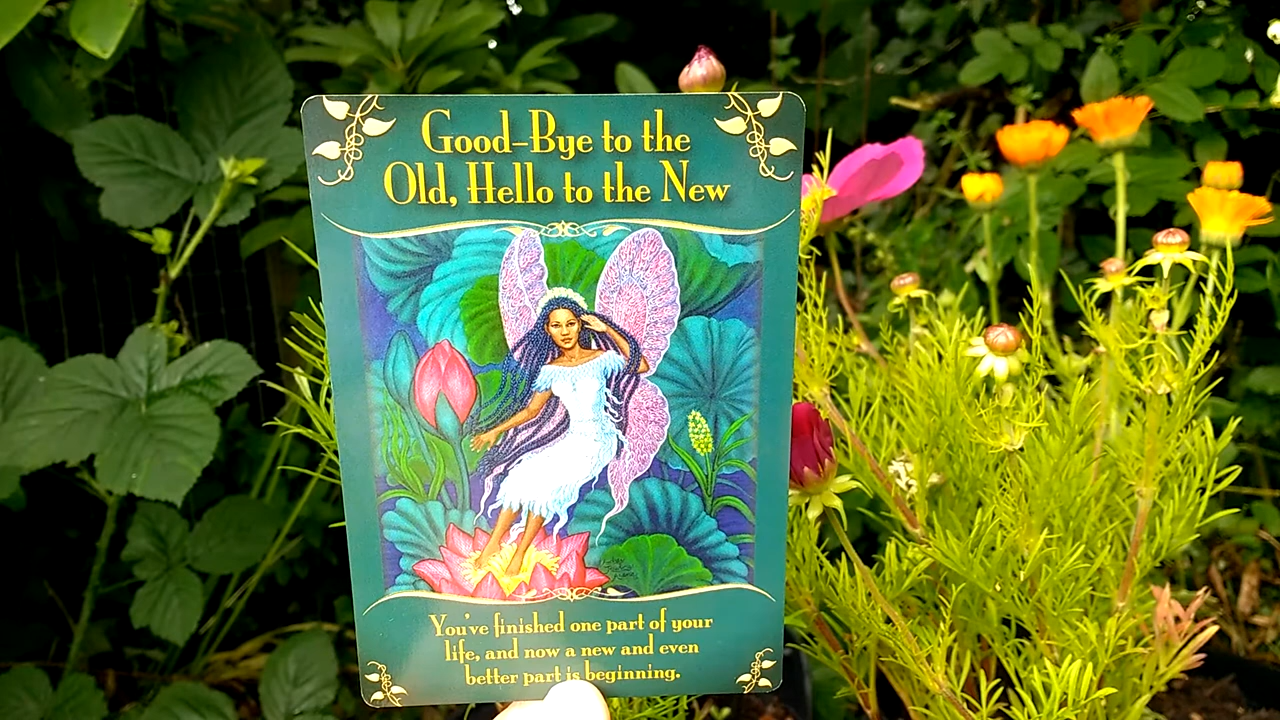 Good-Bye to the
Old, Hello to the New
You've finished one part of your
life, and now a new and even
better part is beginning.